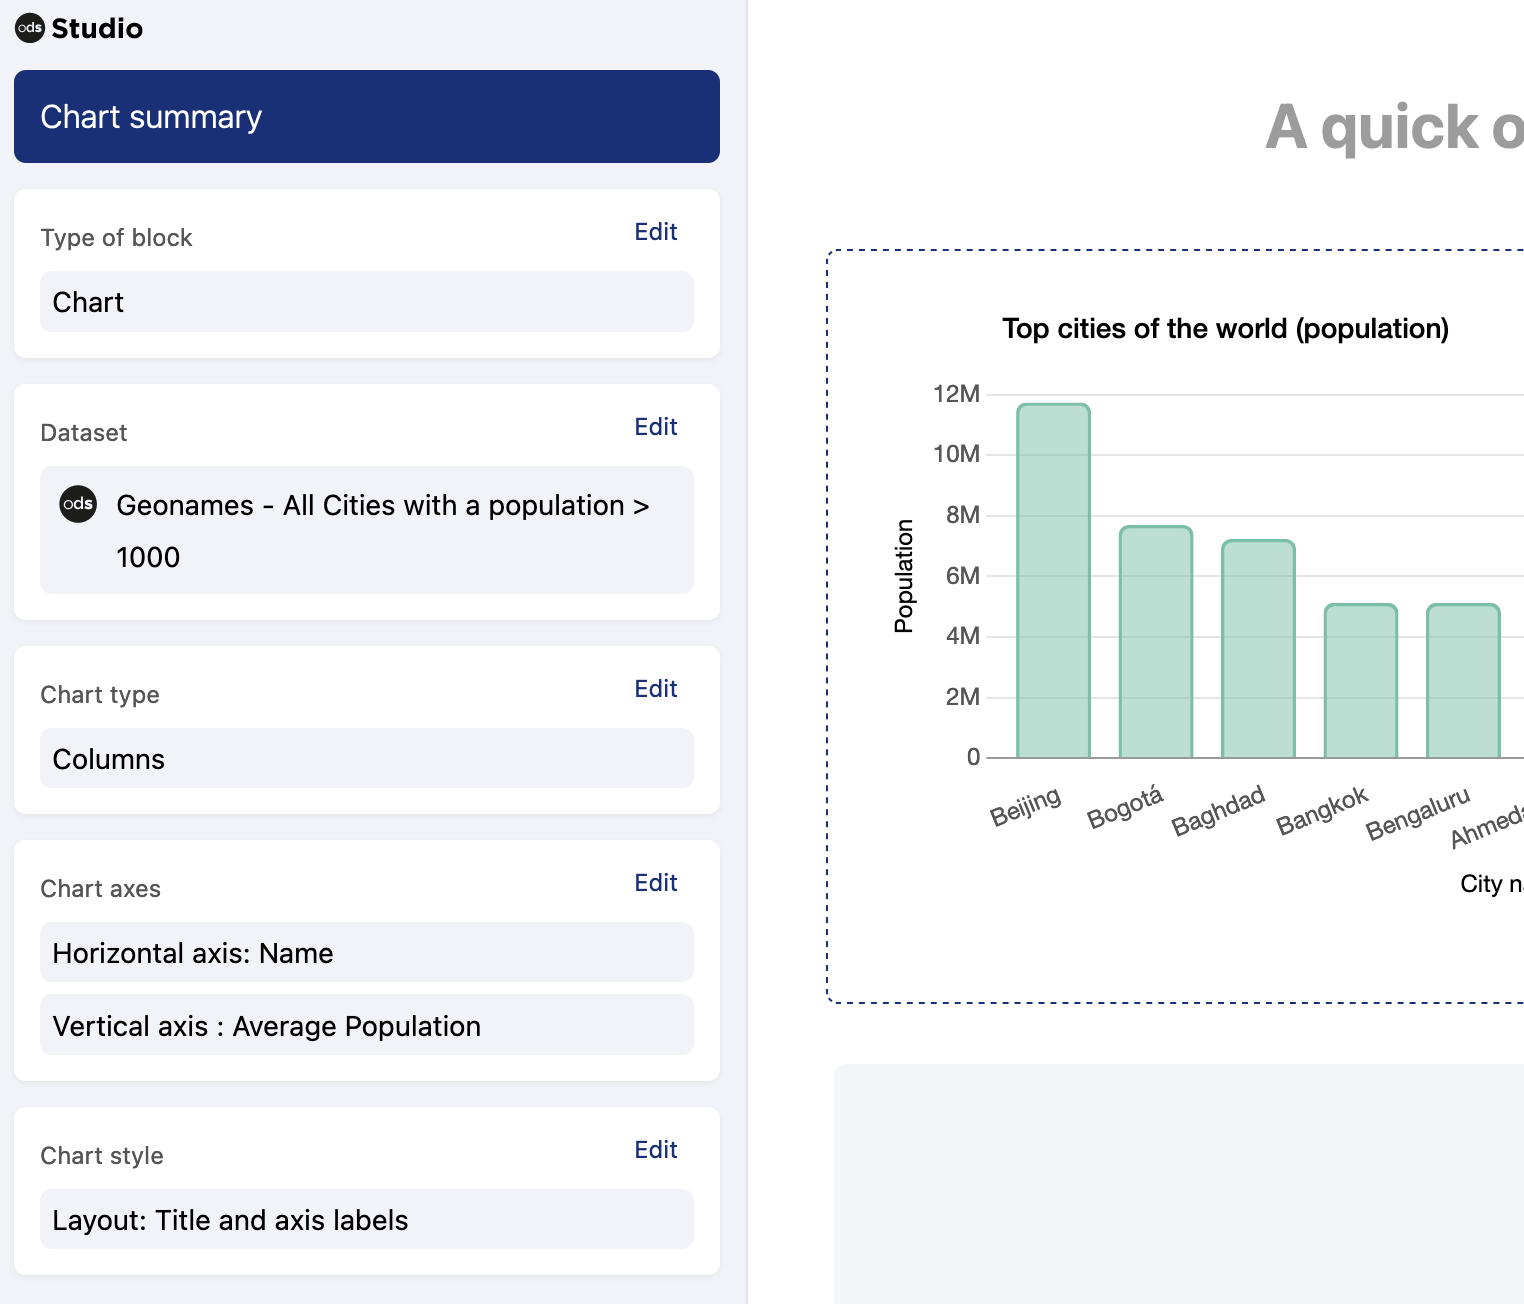 ods Studio
Chart summary
Type of block
Edit
Chart
Dataset
Edit
ods Geonames - All Cities with a population >
1000
Chart type
Edit
Columns
Chart axes
Edit
Horizontal axis: Name
Vertical axis : Average Population
Chart style
Edit
Layout: Title and axis labels
A quick o
Top cities of the world (population)
12M
10M
8M
6M
4M
2M
0
Population
Beijing
Bogotá
Baghdad
Bangkok
Bengaluru
Ahmeda
City n